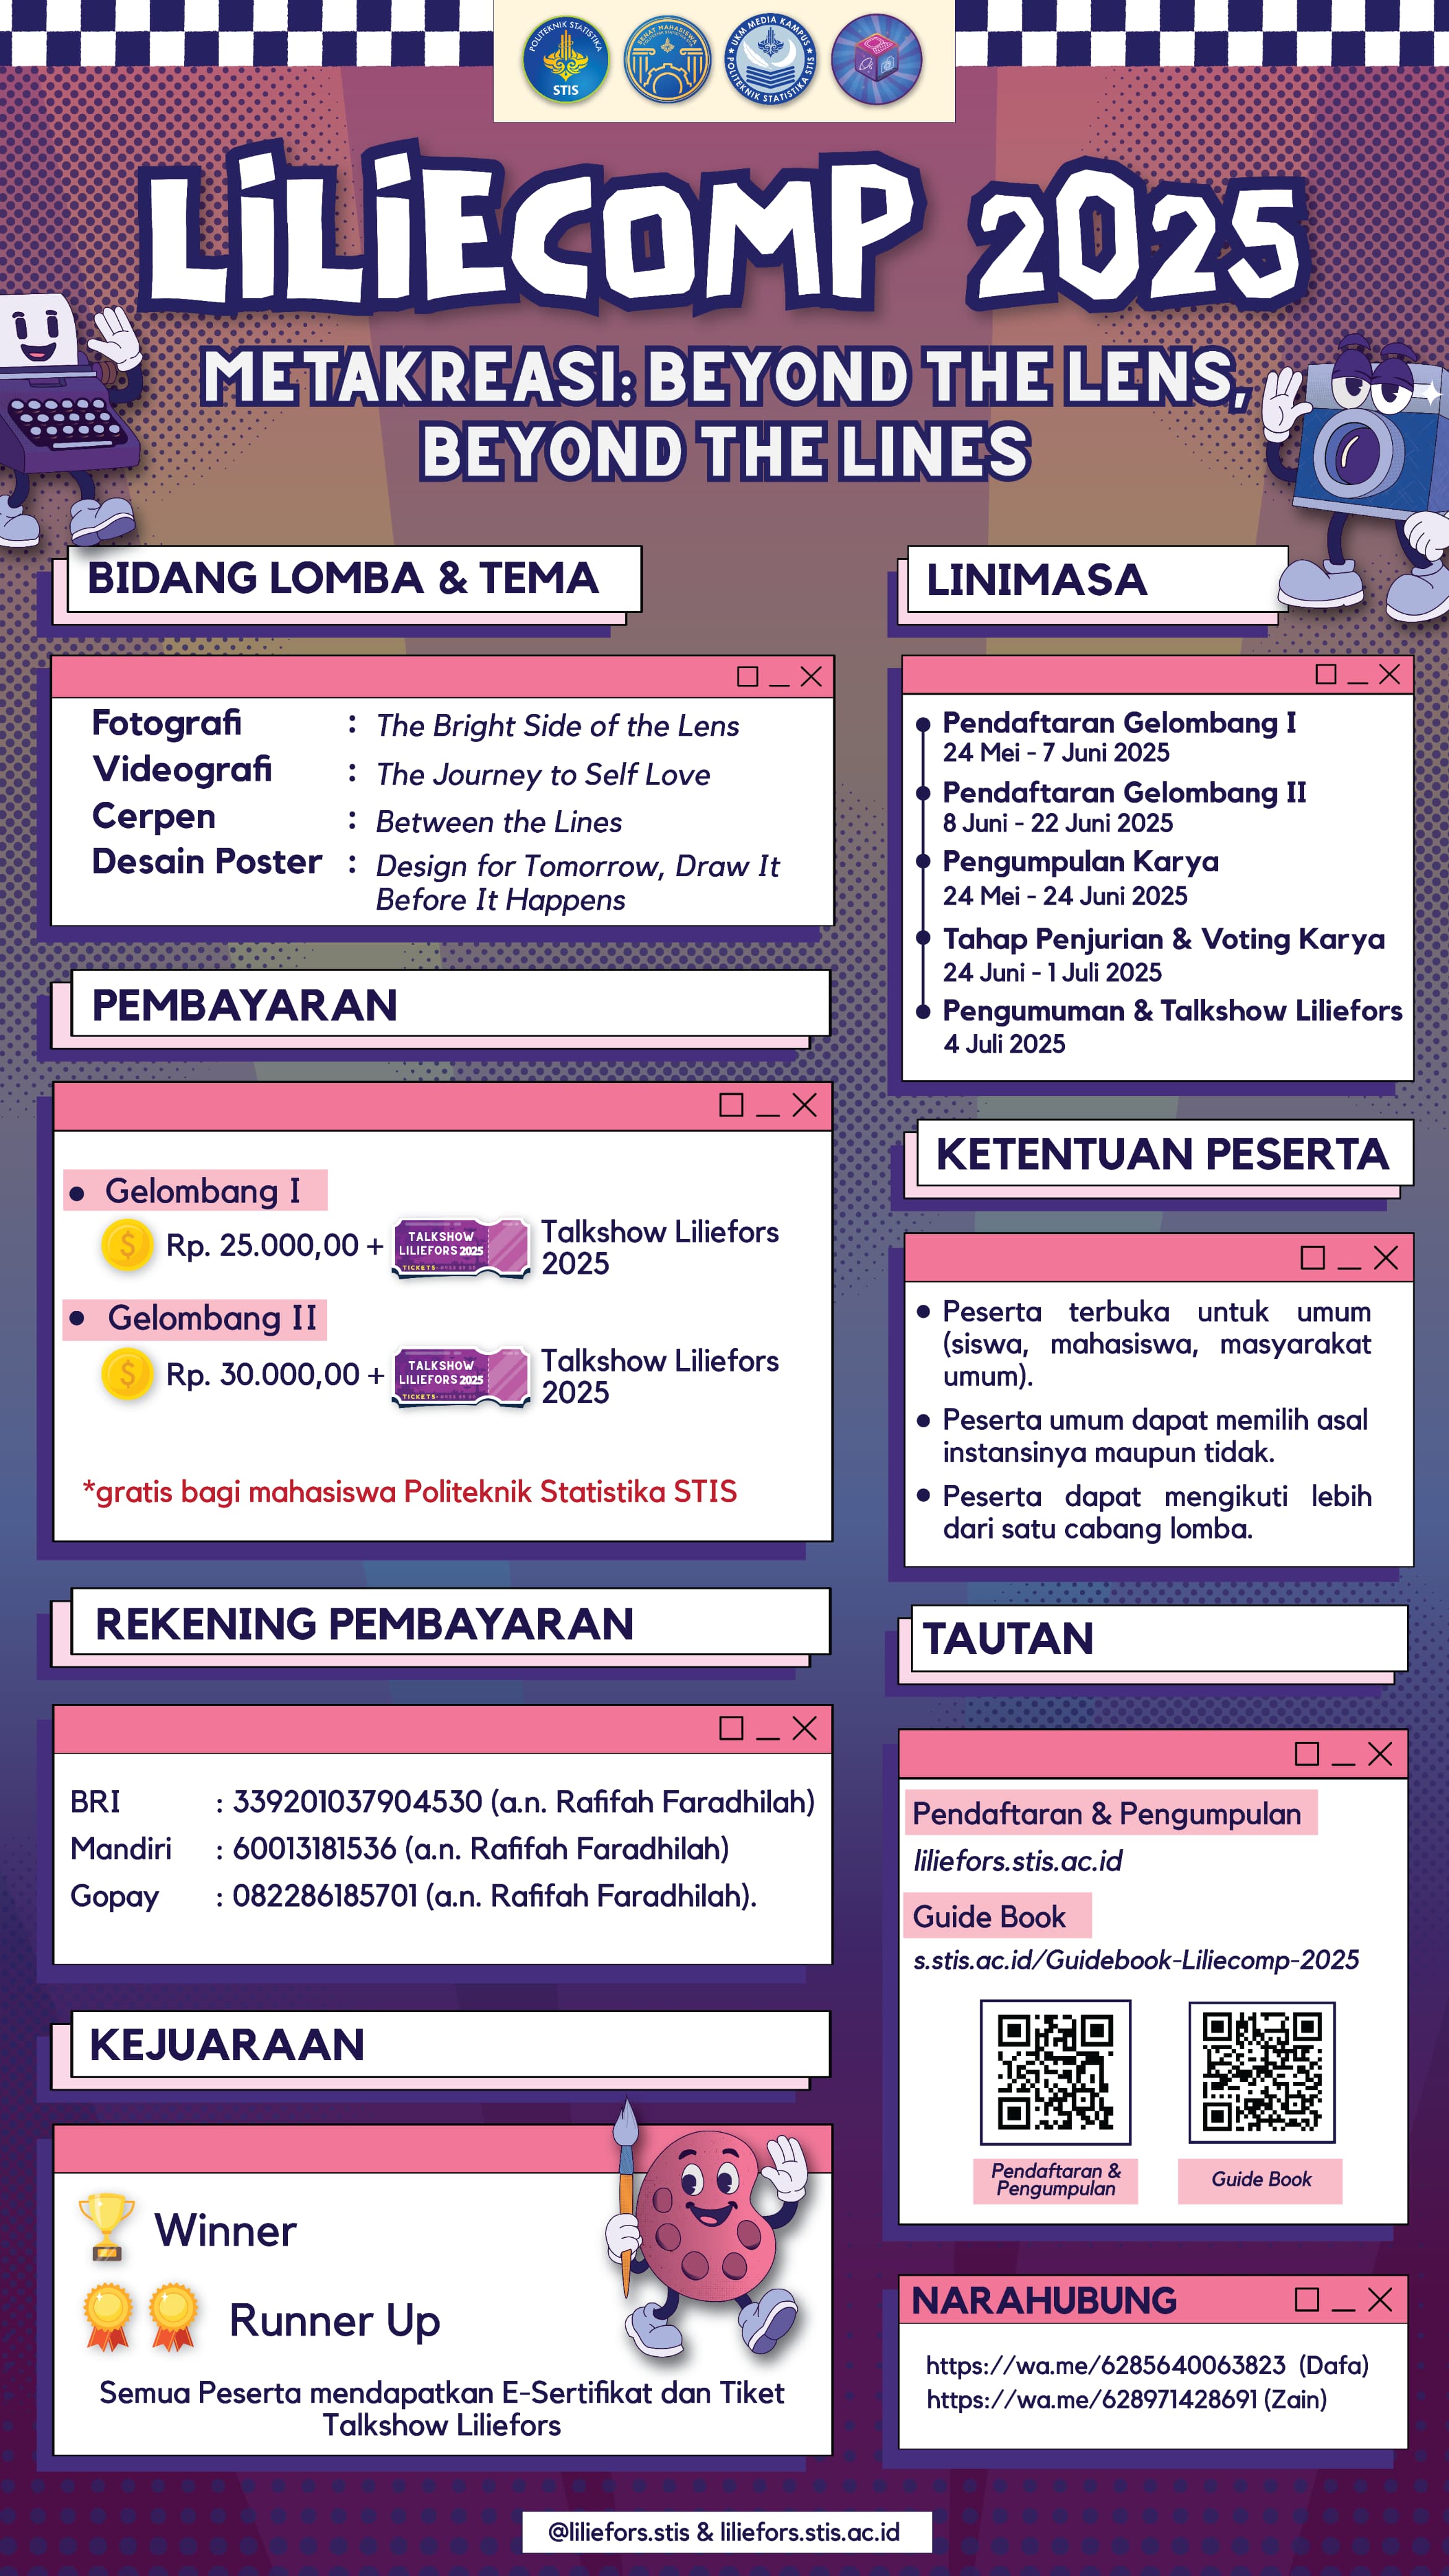 POLITEKNIK STATISTIKA
STIS
SENAT MAHASISWA
UKM MEDIA KAMPUS
POLITEKNIK STATISTIKA STIS
LILIECOMP 2025
METAKREASI: BEYOND THE LENS,
BEYOND THE LINES
BIDANG LOMBA & TEMA
Fotografi : The Bright Side of the Lens
Videografi : The Journey to Self Love
Cerpen : Between the Lines
Desain Poster : Design for Tomorrow, Draw It
Before It Happens
PEMBAYARAN
• Gelombang I
Rp. 25.000,00 +
TALKSHOW
LILIEFORS 2025
TICKETS
Talkshow Liliefors
2025
• Gelombang II
Rp. 30.000,00 +
TALKSHOW
LILIEFORS 2025
TICKETS
Talkshow Liliefors
2025
*gratis bagi mahasiswa Politeknik Statistika STIS
REKENING PEMBAYARAN
BRI : 339201037904530 (a.n. Rafifah Faradhilah)
Mandiri : 60013181536 (a.n. Rafifah Faradhilah)
Gopay : 082286185701 (a.n. Rafifah Faradhilah).
KEJUARAAN
Winner
Runner Up
Semua Peserta mendapatkan E-Sertifikat dan Tiket
Talkshow Liliefors
LINIMASA
Pendaftaran Gelombang I
24 Mei - 7 Juni 2025
Pendaftaran Gelombang II
8 Juni - 22 Juni 2025
Pengumpulan Karya
24 Mei - 24 Juni 2025
Tahap Penjurian & Voting Karya
24 Juni - 1 Juli 2025
Pengumuman & Talkshow Liliefors
4 Juli 2025
KETENTUAN PESERTA
• Peserta terbuka untuk umum
(siswa, mahasiswa, masyarakat
umum).
• Peserta umum dapat memilih asal
instansinya maupun tidak.
• Peserta dapat mengikuti lebih
dari satu cabang lomba.
TAUTAN
Pendaftaran & Pengumpulan
liliefors.stis.ac.id
Guide Book
s.stis.ac.id/Guidebook-Liliecomp-2025
Pendaftaran &
Pengumpulan
Guide Book
NARAHUBUNG
https://wa.me/6285640063823 (Dafa)
https://wa.me/628971428691 (Zain)
@liliefors.stis & liliefors.stis.ac.id